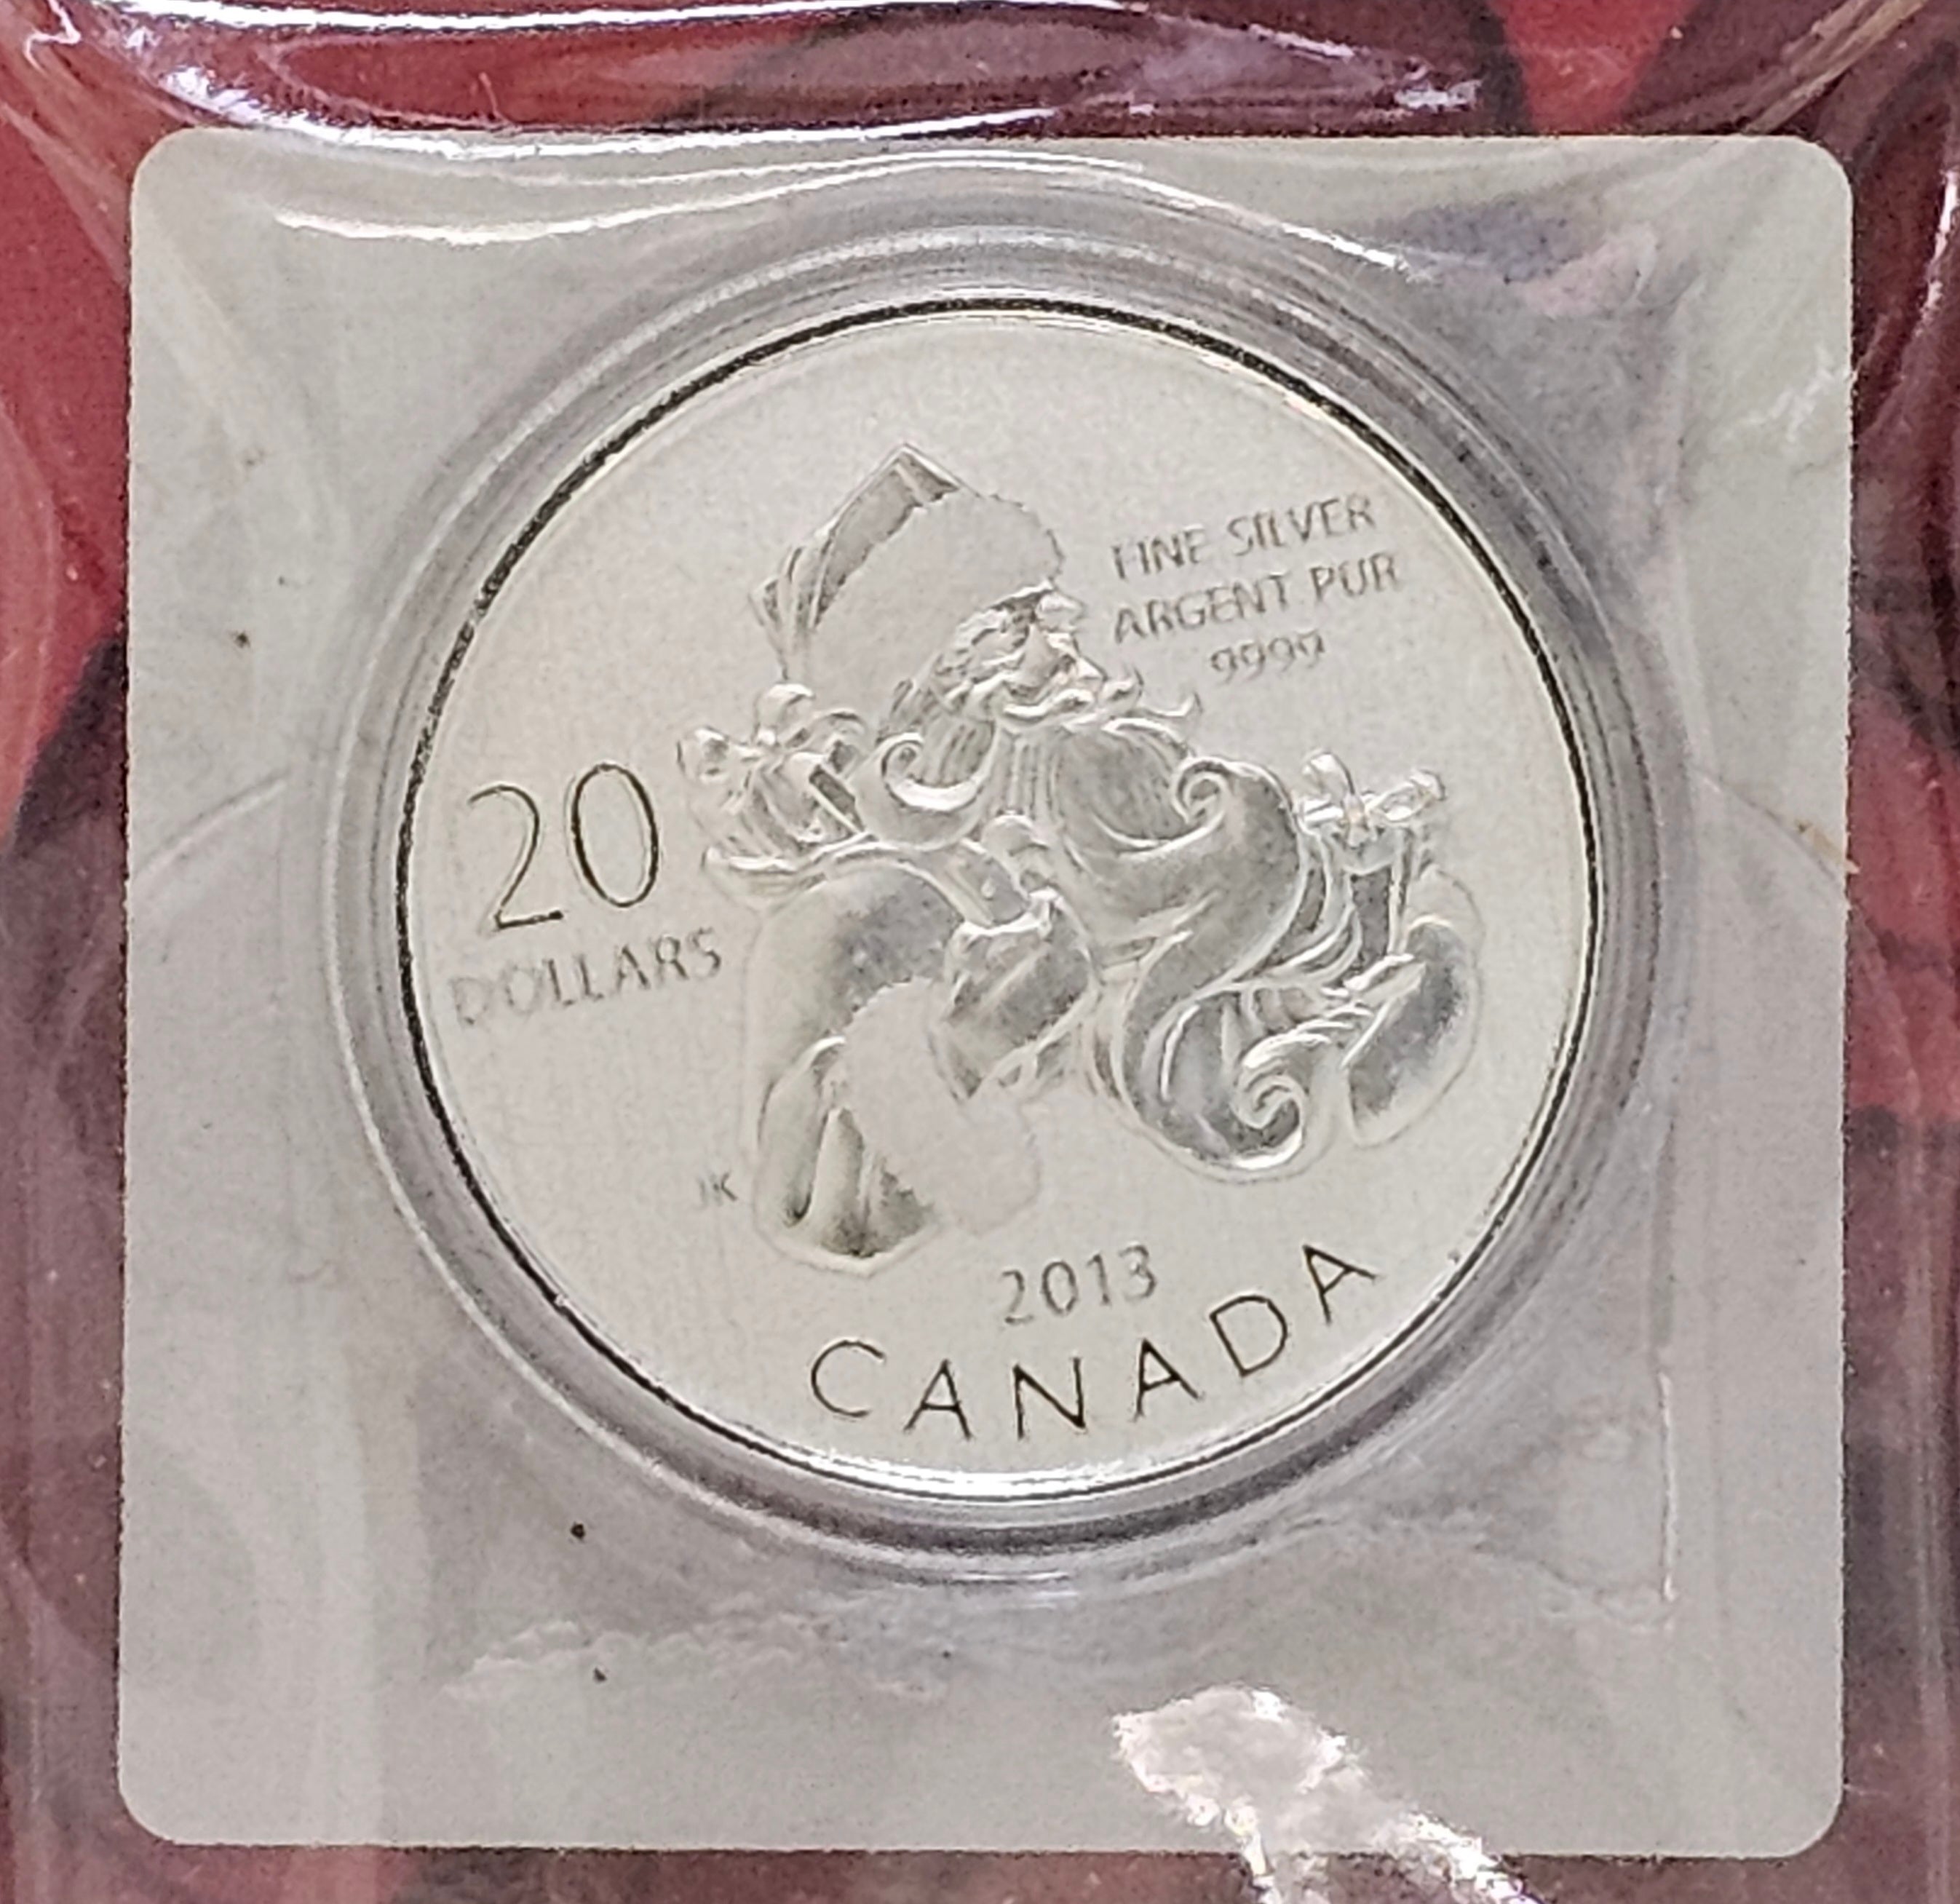 FINE SILVER
ARGENT PUR
9999
20
DOLLARS
JK
2013
CANADA